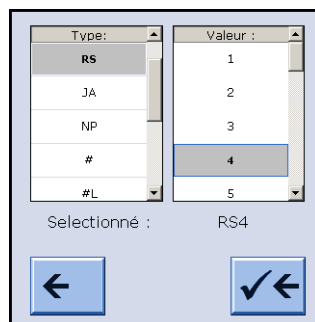 Type: Valeur :
RS 1
JA 2
NP 3
# 4
#L 5
Selectionné : RS4